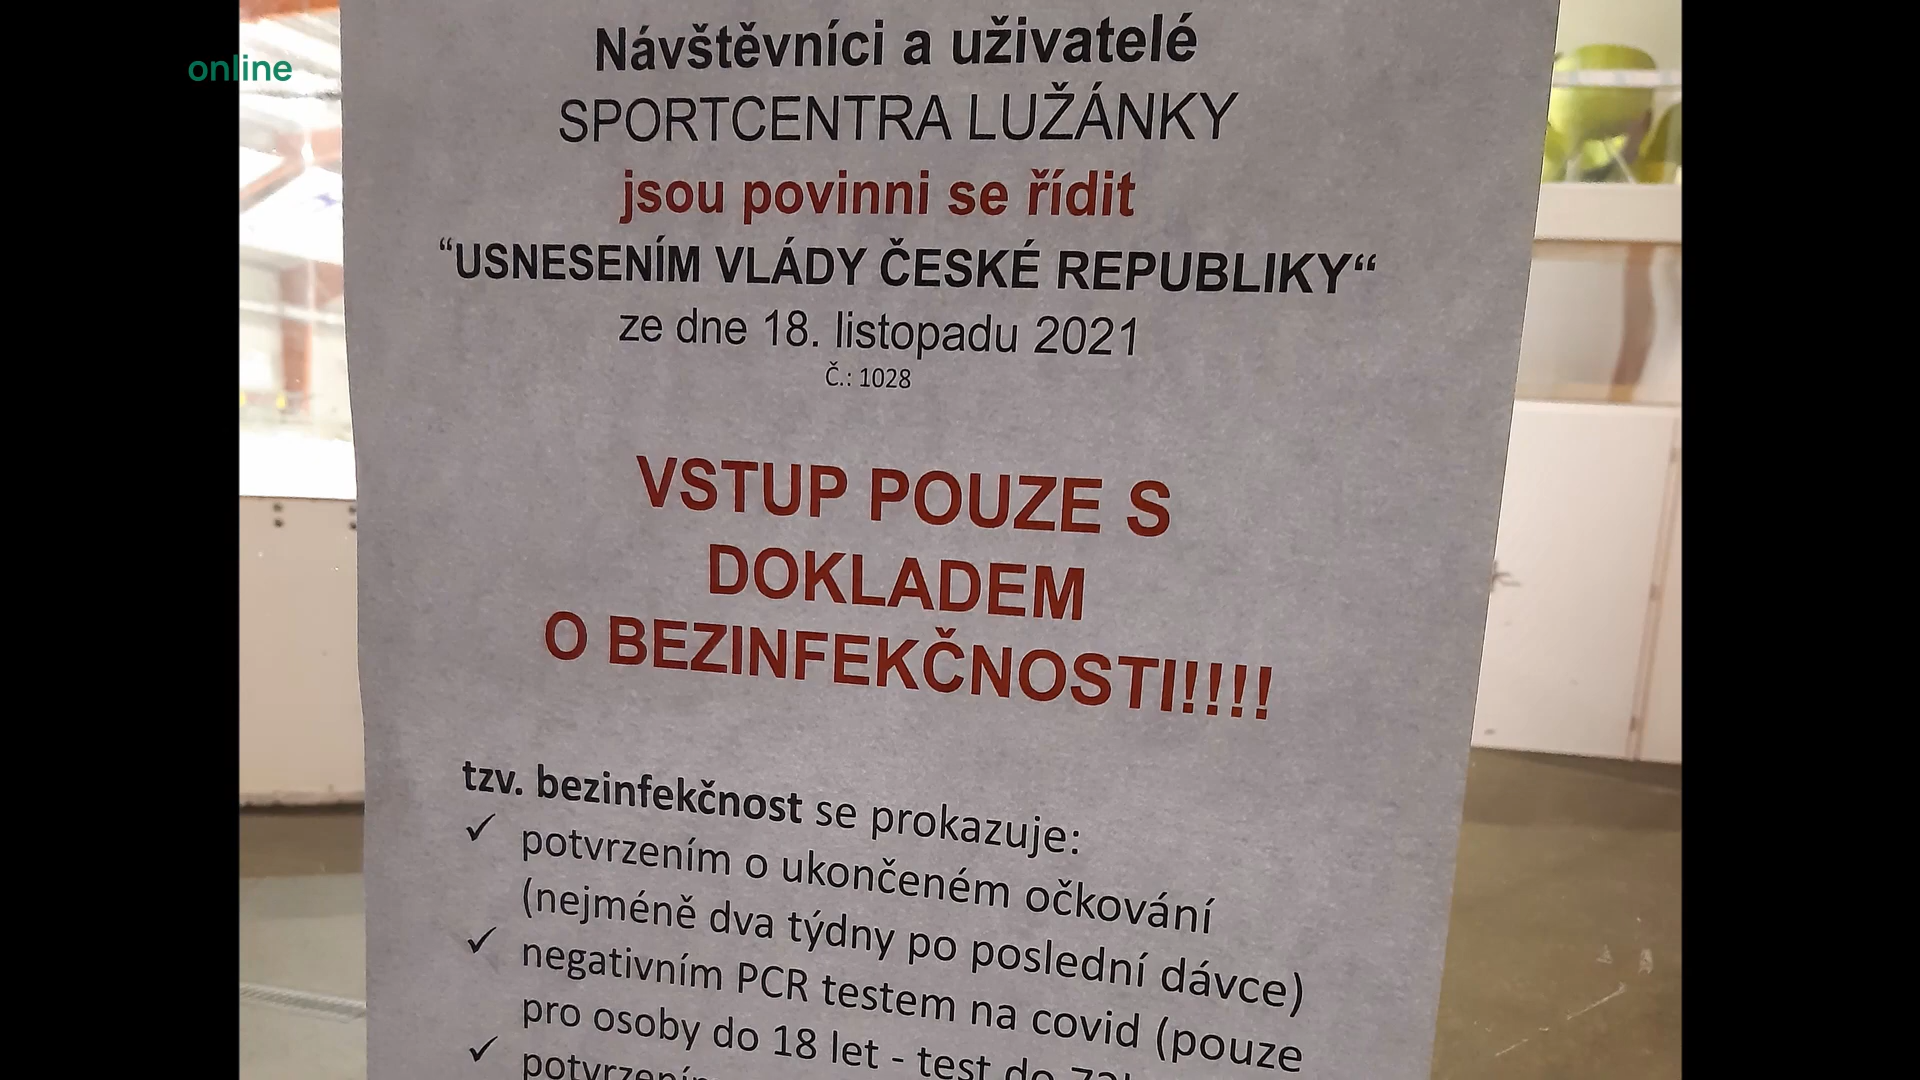 online
Návštěvníci a uživatelé
SPORTCENTRA LUŽÁNKY
jsou povinni se řídit
“USNESENÍM VLÁDY ČESKÉ REPUBLIKY“
ze dne 18. listopadu 2021
Č.: 1028
VSTUP POUZE S
DOKLADEM
O BEZINFEKČNOSTI!!!!
tzv. bezinfekčnost se prokazuje:
✓ potvrzením o ukončeném očkování
(nejméně dva týdny po poslední dávce)
✓ negativním PCR testem na covid (pouze
pro osoby do 18 let - test do
✓